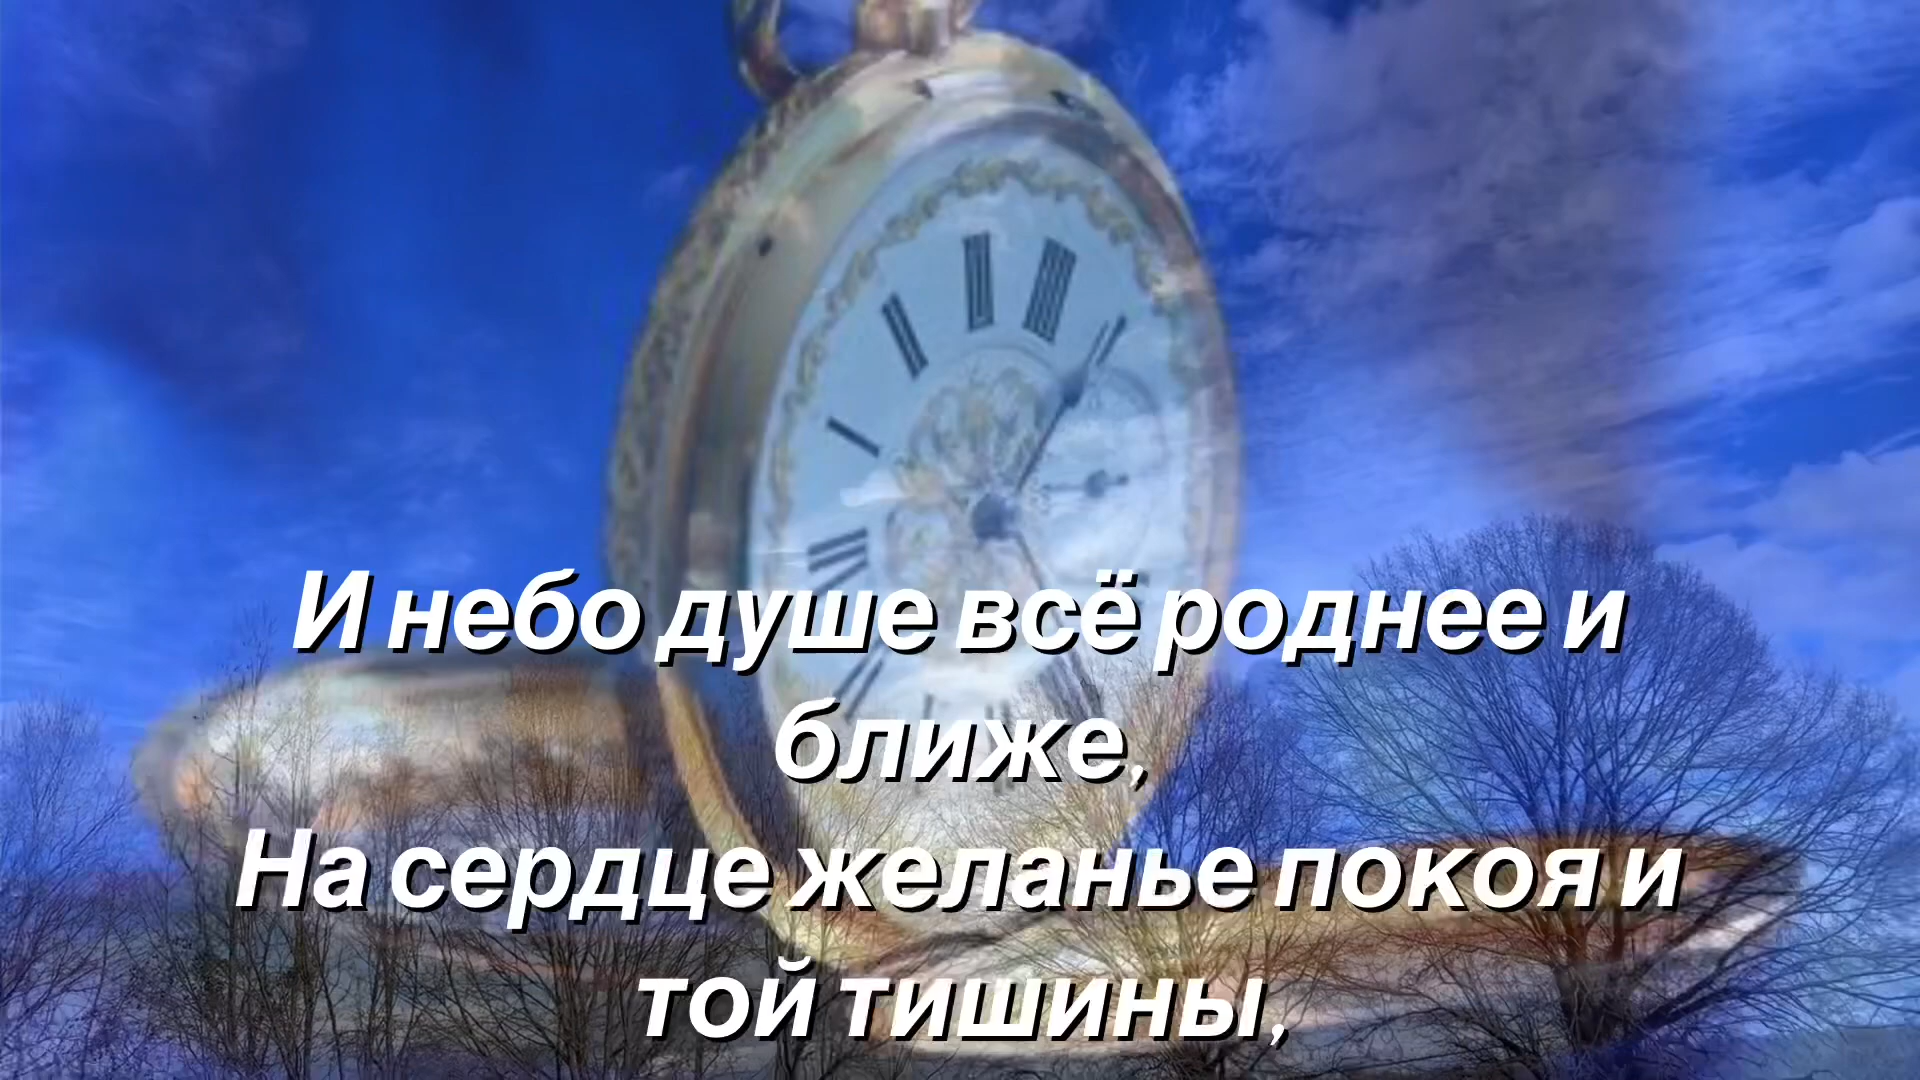 И небо душе всё роднее и
ближе,
На сердце желанье покоя и
той тишины,